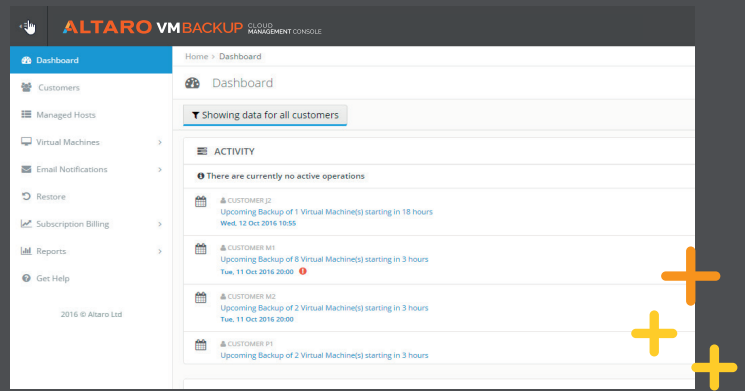 ALTARO VM BACKUP CLOUD MANAGEMENT CONSOLE
Dashboard
Customers
Managed Hosts
Virtual Machines
Email Notifications
Restore
Subscription Billing
Reports
Get Help
2016 © Altaro Ltd
Home > Dashboard
Dashboard
Showing data for all customers
ACTIVITY
There are currently no active operations
CUSTOMER J2
Upcoming Backup of 1 Virtual Machine(s) starting in 18 hours
Wed, 12 Oct 2016 10:55
CUSTOMER M1
Upcoming Backup of 8 Virtual Machine(s) starting in 3 hours
Tue, 11 Oct 2016 20:00
CUSTOMER M2
Upcoming Backup of 2 Virtual Machine(s) starting in 3 hours
Tue, 11 Oct 2016 20:00
CUSTOMER P1
Upcoming Backup of 2 Virtual Machine(s) starting in 3 hours